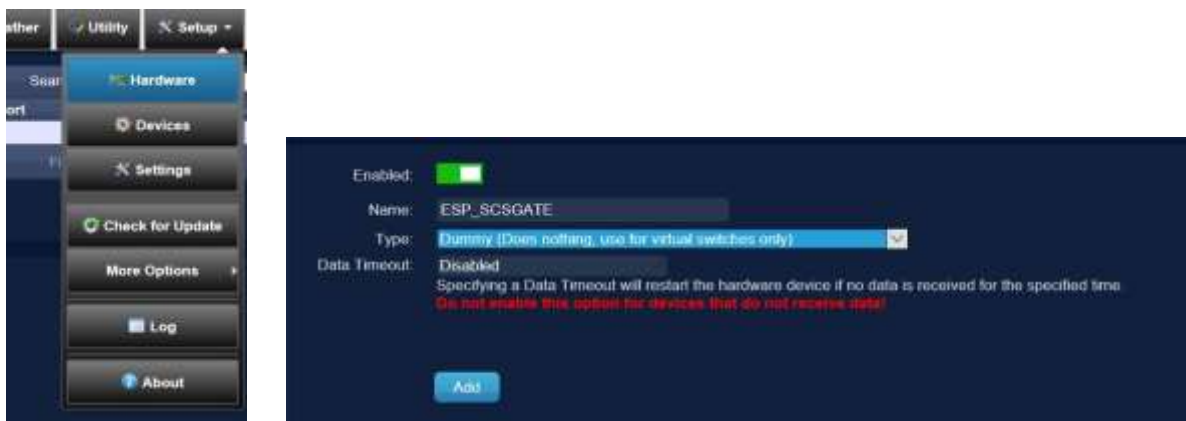 Utility
Setup
Hardware
Devices
Settings
Check for Update
More Options
Log
About
Enabled:
Name: ESP_SCSGATE
Type: Dummy (Does nothing, use for virtual switches only)
Data Timeout: Disabled
Specifying a Data Timeout will restart the hardware device if no data is received for the specified time.
Do not enable this option for devices that do not receive data!
Add